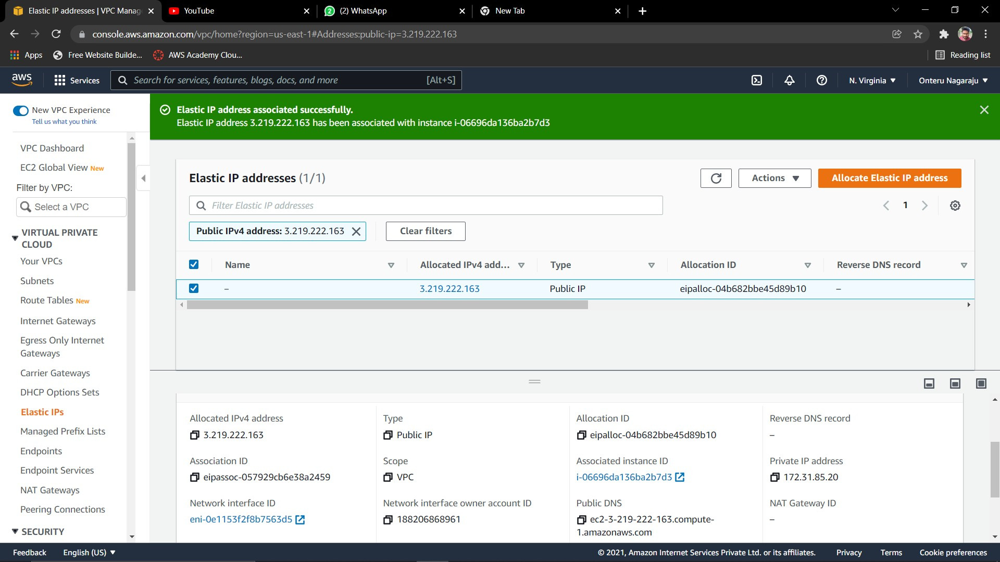 Elastic IP addresses | VPC Manag
YouTube
(2) WhatsApp
New Tab
console.aws.amazon.com/vpc/home?region=us-east-1#Addresses:public-ip=3.219.222.163
Apps
Free Website Builde...
AWS Academy Clou...
Reading list
aws
Services
Search for services, features, blogs, docs, and more
[Alt+S]
N. Virginia
Onteru Nagaraju
New VPC Experience
Tell us what you think
Elastic IP address associated successfully.
Elastic IP address 3.219.222.163 has been associated with instance i-06696da136ba2b7d3
VPC Dashboard
EC2 Global View New
Filter by VPC:
Select a VPC
VIRTUAL PRIVATE
CLOUD
Your VPCs
Subnets
Route Tables New
Internet Gateways
Egress Only Internet
Gateways
Carrier Gateways
DHCP Options Sets
Elastic IPs
Managed Prefix Lists
Endpoints
Endpoint Services
NAT Gateways
Peering Connections
SECURITY
Elastic IP addresses (1/1)
Actions
Allocate Elastic IP address
Filter Elastic IP addresses
1
Public IPv4 address: 3.219.222.163
Clear filters
Name
Allocated IPv4 add...
Type
Allocation ID
Reverse DNS record
–
3.219.222.163
Public IP
eipalloc-04b682bbe45d89b10
–
Allocated IPv4 address
3.219.222.163
Type
Public IP
Allocation ID
eipalloc-04b682bbe45d89b10
Reverse DNS record
–
Association ID
eipassoc-057929cb6e38a2459
Scope
VPC
Associated instance ID
i-06696da136ba2b7d3
Private IP address
172.31.85.20
Network interface ID
eni-0e1153f2f8b7563d5
Network interface owner account ID
188206868961
Public DNS
ec2-3-219-222-163.compute-
1.amazonaws.com
NAT Gateway ID
–
Feedback
English (US)
© 2021, Amazon Internet Services Private Ltd. or its affiliates.
Privacy
Terms
Cookie preferences